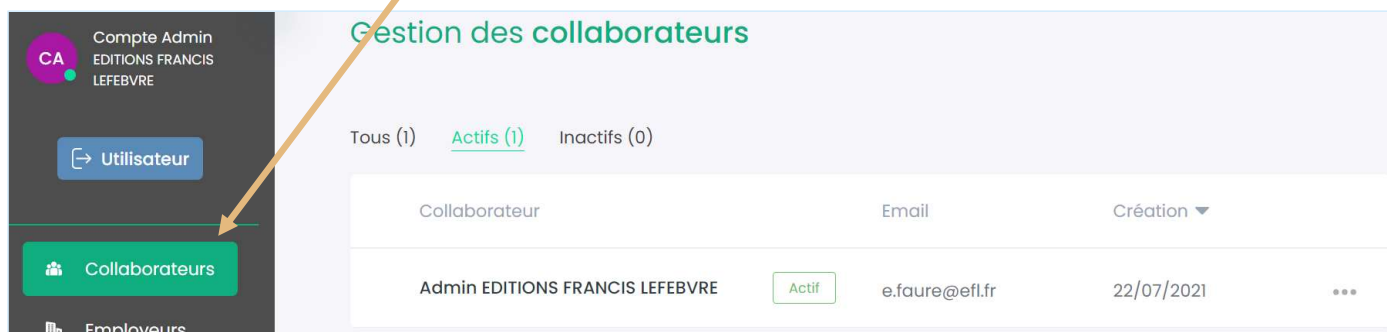 CA
Compte Admin
EDITIONS FRANCIS
LEFEBVRE
Utilisateur
Collaborateurs
Employeurs
Gestion des collaborateurs
Tous (1) Actifs (1) Inactifs (0)
Collaborateur Email Création
Admin EDITIONS FRANCIS LEFEBVRE Actif e.faure@efl.fr 22/07/2021